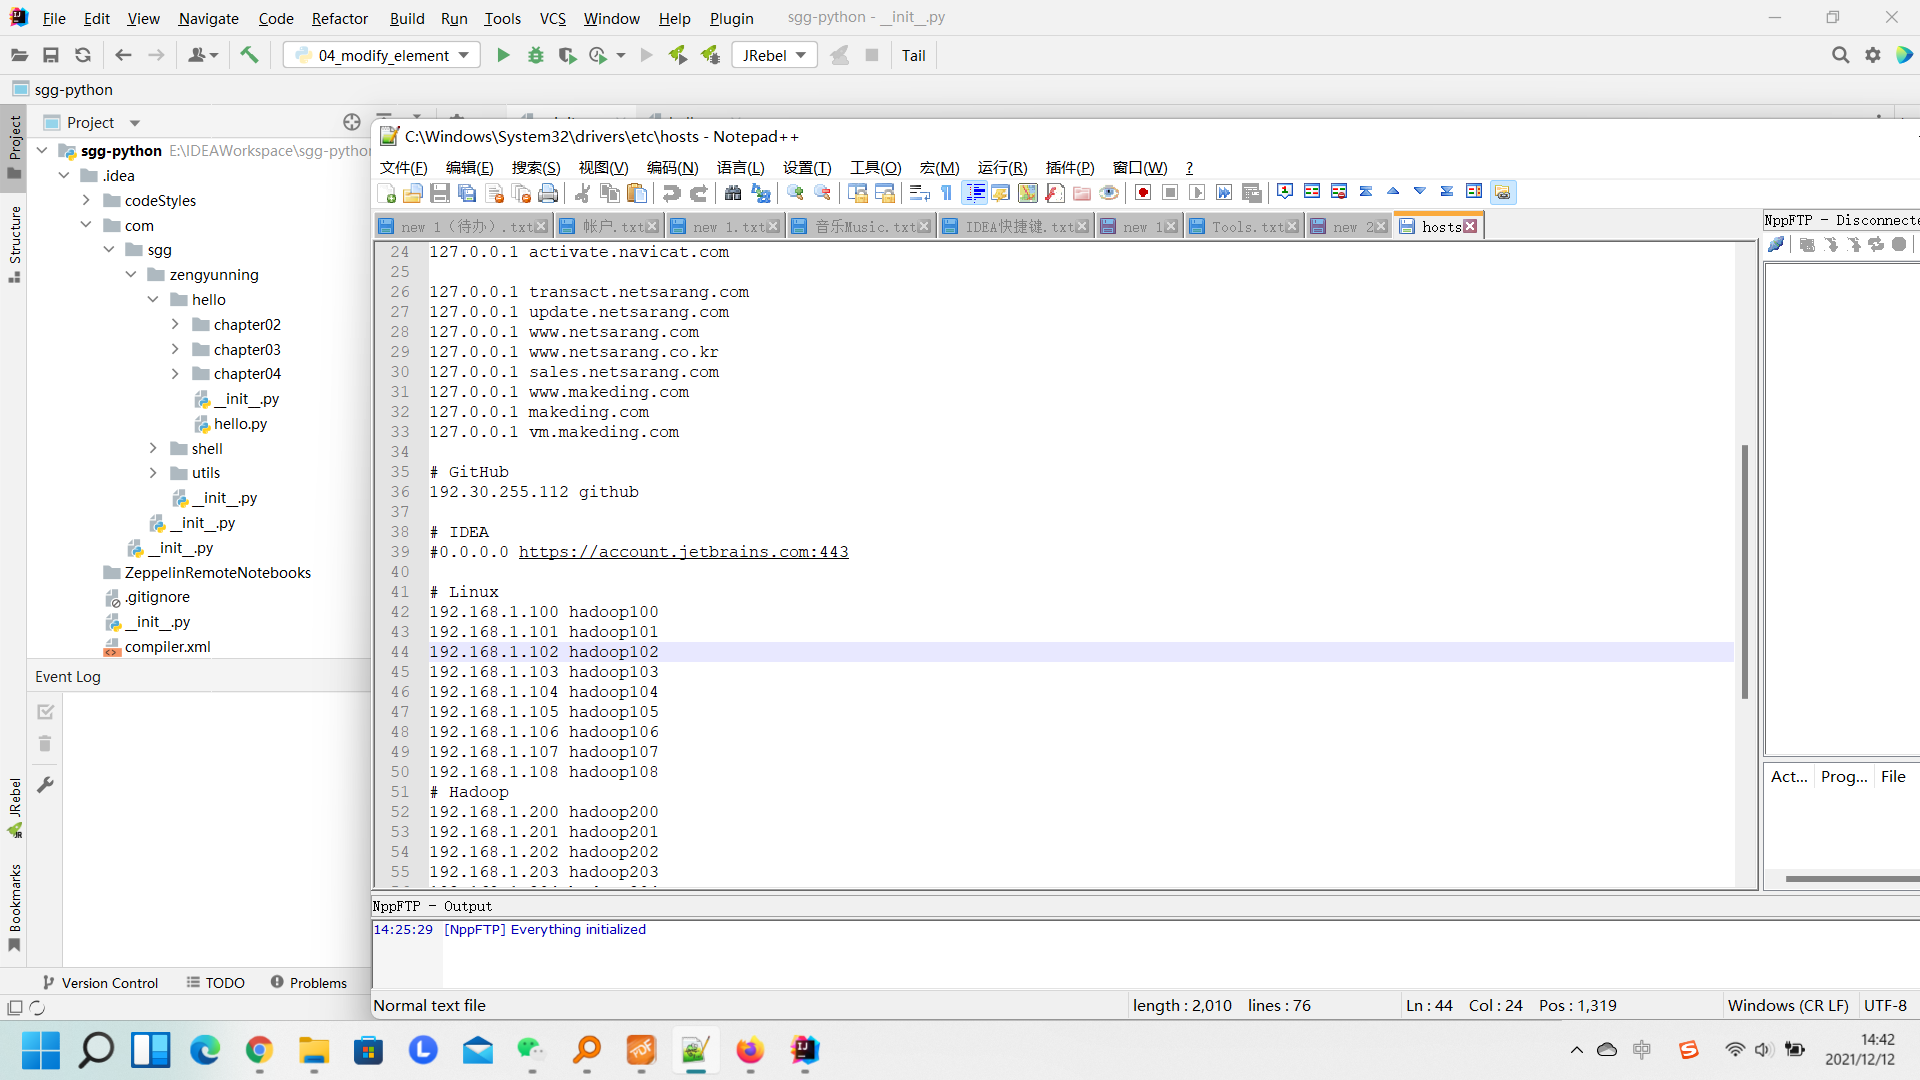 File Edit View Navigate Code Refactor Build Run Tools VCS Window Help Plugin sgg-python - __init__.py
04_modify_element JRebel Tail
sgg-python
Project
Project
Structure
JRebel
Bookmarks
sgg-python E:\IDEAWorkspace\sgg-python
.idea
codeStyles
com
sgg
zengyunning
hello
chapter02
chapter03
chapter04
__init__.py
hello.py
shell
utils
__init__.py
__init__.py
__init__.py
ZeppelinRemoteNotebooks
.gitignore
__init__.py
compiler.xml
Event Log
Version Control TODO Problems
C:\Windows\System32\drivers\etc\hosts - Notepad++
文件(F) 编辑(E) 搜索(S) 视图(V) 编码(N) 语言(L) 设置(T) 工具(O) 宏(M) 运行(R) 插件(P) 窗口(W) ?
new 1（待办）.txt 帐户.txt new 1.txt 音乐Music.txt IDEA快捷键.txt new 1 Tools.txt new 2 hosts
24 127.0.0.1 activate.navicat.com
25
26 127.0.0.1 transact.netsarang.com
27 127.0.0.1 update.netsarang.com
28 127.0.0.1 www.netsarang.com
29 127.0.0.1 www.netsarang.co.kr
30 127.0.0.1 sales.netsarang.com
31 127.0.0.1 www.makeding.com
32 127.0.0.1 makeding.com
33 127.0.0.1 vm.makeding.com
34
35 # GitHub
36 192.30.255.112 github
37
38 # IDEA
39 #0.0.0.0 https://account.jetbrains.com:443
40
41 # Linux
42 192.168.1.100 hadoop100
43 192.168.1.101 hadoop101
44 192.168.1.102 hadoop102
45 192.168.1.103 hadoop103
46 192.168.1.104 hadoop104
47 192.168.1.105 hadoop105
48 192.168.1.106 hadoop106
49 192.168.1.107 hadoop107
50 192.168.1.108 hadoop108
51 # Hadoop
52 192.168.1.200 hadoop200
53 192.168.1.201 hadoop201
54 192.168.1.202 hadoop202
55 192.168.1.203 hadoop203
NppFTP - Disconnecte
Act... Prog... File
NppFTP - Output
14:25:29 [NppFTP] Everything initialized
Normal text file length : 2,010 lines : 76 Ln : 44 Col : 24 Pos : 1,319 Windows (CR LF) UTF-8
中
14:42
2021/12/12